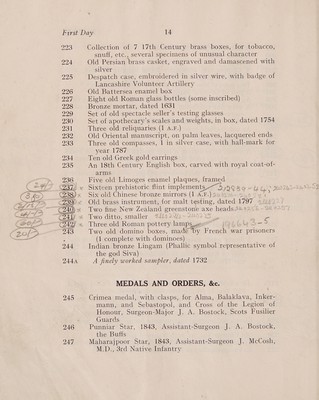 First Day 14
223 Collection of 7 17th Century brass boxes, for tobacco,
snuff, etc., several specimens of unusual character
224 Old Persian brass casket, engraved and damascened with
silver
225 Despatch case, embroidered in silver wire, with badge of
Lancashire Volunteer Artillery
226 Old Battersea enamel box
227 Eight old Roman glass bottles (some inscribed)
228 Bronze mortar, dated 1631
229 Set of old spectacle seller's testing glasses
230 Set of apothecary's scales and weights, in box, dated 1754
231 Three old reliquaries (1 A.F.)
232 Old Oriental manuscript, on palm leaves, lacquered ends
233 Three old compasses, 1 in silver case, with hall-mark for
year 1787
234 Ten old Greek gold earrings
235 An 18th Century English box, carved with royal coat-of-
arms
236 Five old Limoges enamel plaques, framed
237 Sixteen prehistoric flint implements
238 Six old Chinese bronze mirrors (1 A.F.)
239 Old brass instrument, for malt testing, dated 1797
240 Two fine New Zealand greenstone axe heads
241 Two ditto, smaller
242 Three old Roman pottery lamps
243 Two old domino boxes, made by French war prisoners
(1 complete with dominoes)
244 Indian bronze Lingam (Phallic symbol representative of
the god Siva)
244A A finely worked sampler, dated 1732
MEDALS AND ORDERS, &c.
245 Crimea medal, with clasps, for Alma, Balaklava, Inker-
mann, and Sebastopol, and Cross of the Legion of
Honour, Surgeon-Major J. A. Bostock, Scots Fusilier
Guards
246 Punniar Star, 1843, Assistant-Surgeon J. A. Bostock,
the Buffs
247 Maharajpoor Star, 1843, Assistant-Surgeon J. McCosh,
M.D., 3rd Native Infantry